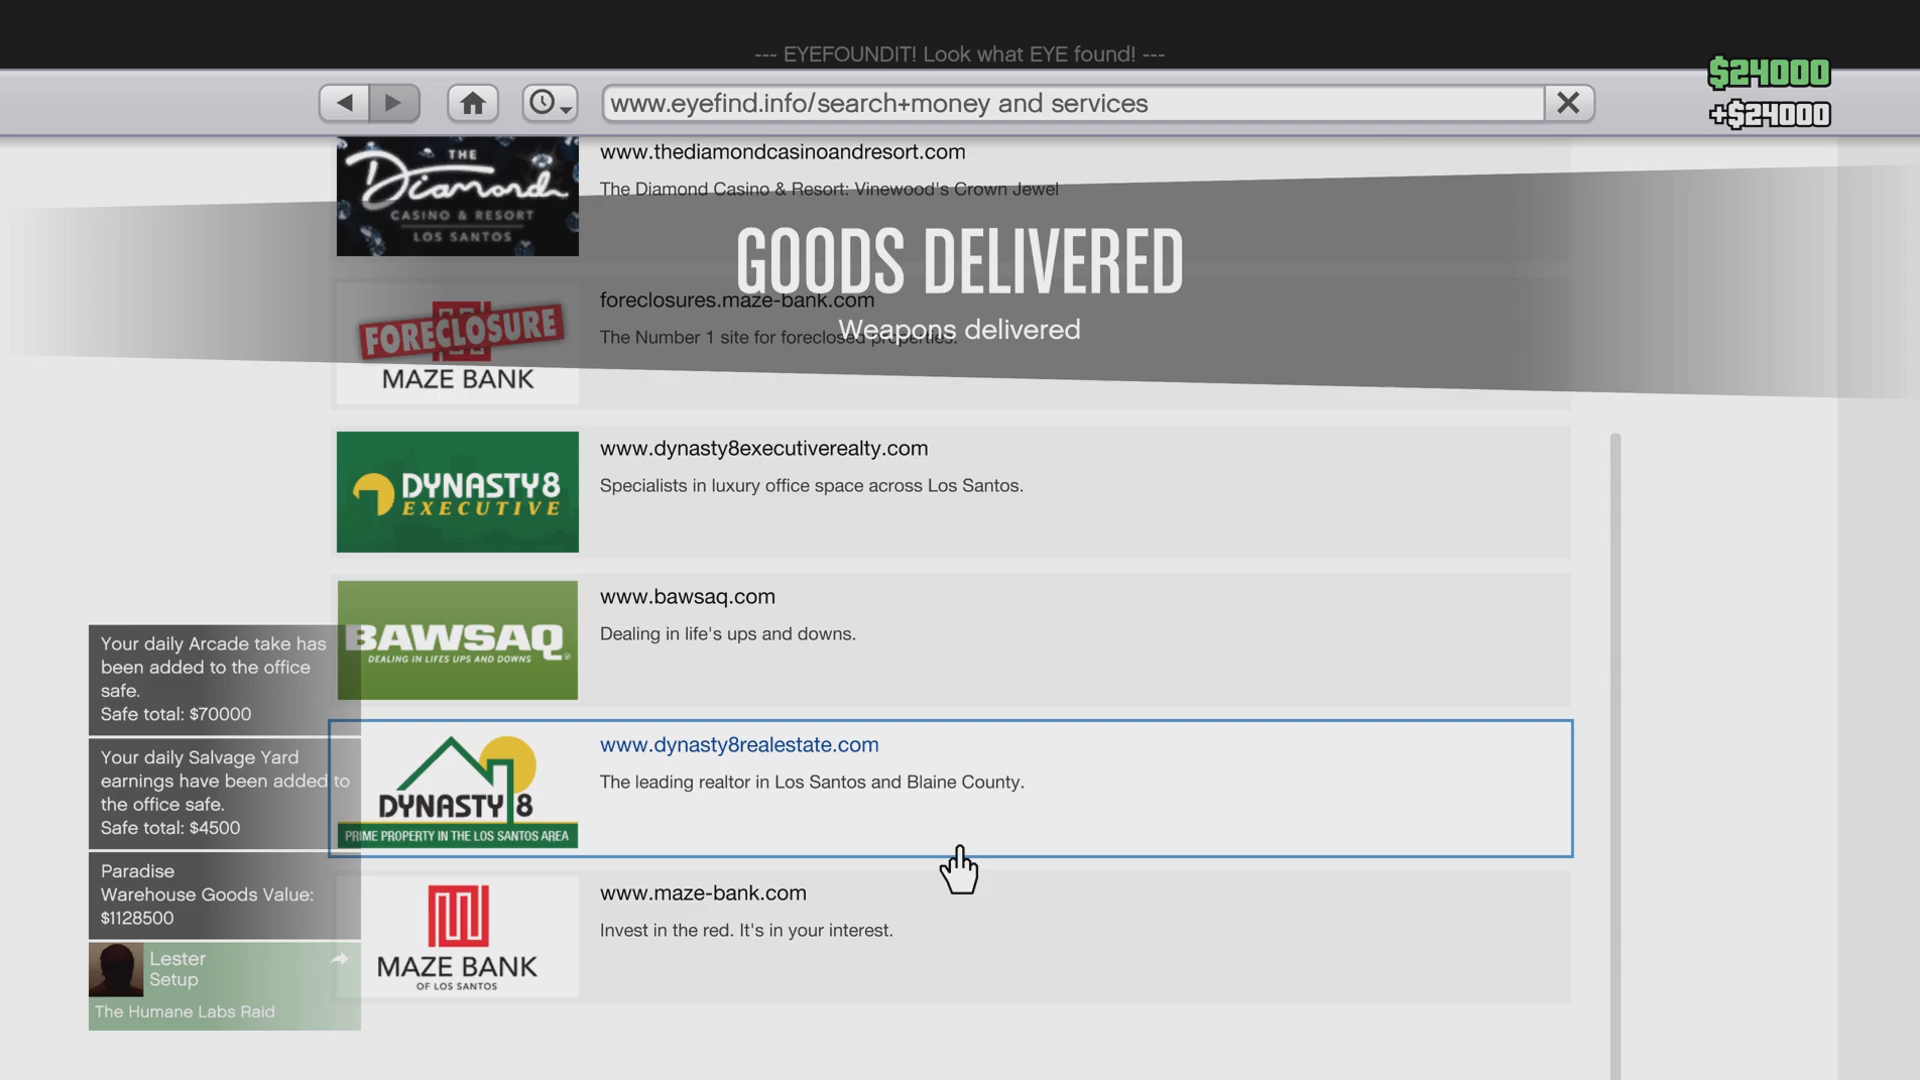 --- EYEFOUNDIT! Look what EYE found! ---
$24000
+$24000
www.eyefind.info/search+money and services
THE
Diamond
CASINO & RESORT
LOS SANTOS
www.thediamondcasinoandresort.com
The Diamond Casino & Resort: Vinewood's Crown Jewel
GOODS DELIVERED
Weapons delivered
FORECLOSURE
MAZE BANK
foreclosures.maze-bank.com
The Number 1 site for foreclosed properties.
DYNASTY 8
EXECUTIVE
www.dynasty8executiverealty.com
Specialists in luxury office space across Los Santos.
BAWSAQ
DEALING IN LIFES UPS AND DOWNS
www.bawsaq.com
Dealing in life's ups and downs.
DYNASTY 8
PRIME PROPERTY IN THE LOS SANTOS AREA
www.dynasty8realestate.com
The leading realtor in Los Santos and Blaine County.
MAZE BANK
OF LOS SANTOS
www.maze-bank.com
Invest in the red. It's in your interest.
Your daily Arcade take has
been added to the office
safe.
Safe total: $70000
Your daily Salvage Yard
earnings have been added to
the office safe.
Safe total: $4500
Paradise
Warehouse Goods Value:
$1128500
Lester
Setup
The Humane Labs Raid